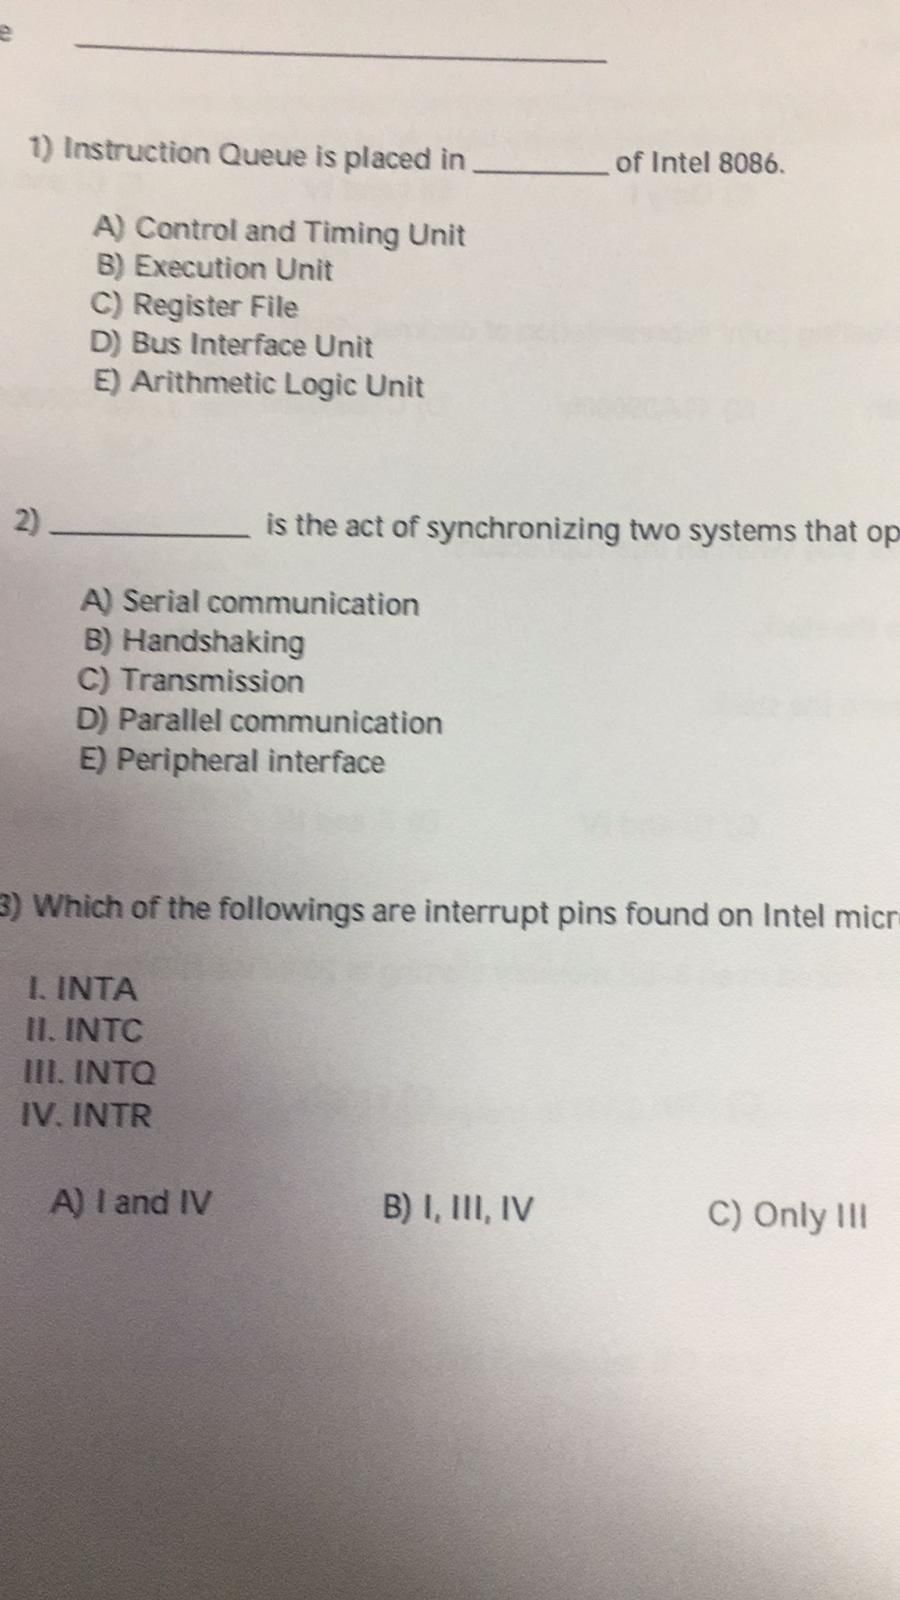 e
1) Instruction Queue is placed in __________ of Intel 8086.
A) Control and Timing Unit
B) Execution Unit
C) Register File
D) Bus Interface Unit
E) Arithmetic Logic Unit
2) ______________ is the act of synchronizing two systems that op
A) Serial communication
B) Handshaking
C) Transmission
D) Parallel communication
E) Peripheral interface
3) Which of the followings are interrupt pins found on Intel micr
I. INTA
II. INTC
III. INTQ
IV. INTR
A) I and IV B) I, III, IV C) Only III